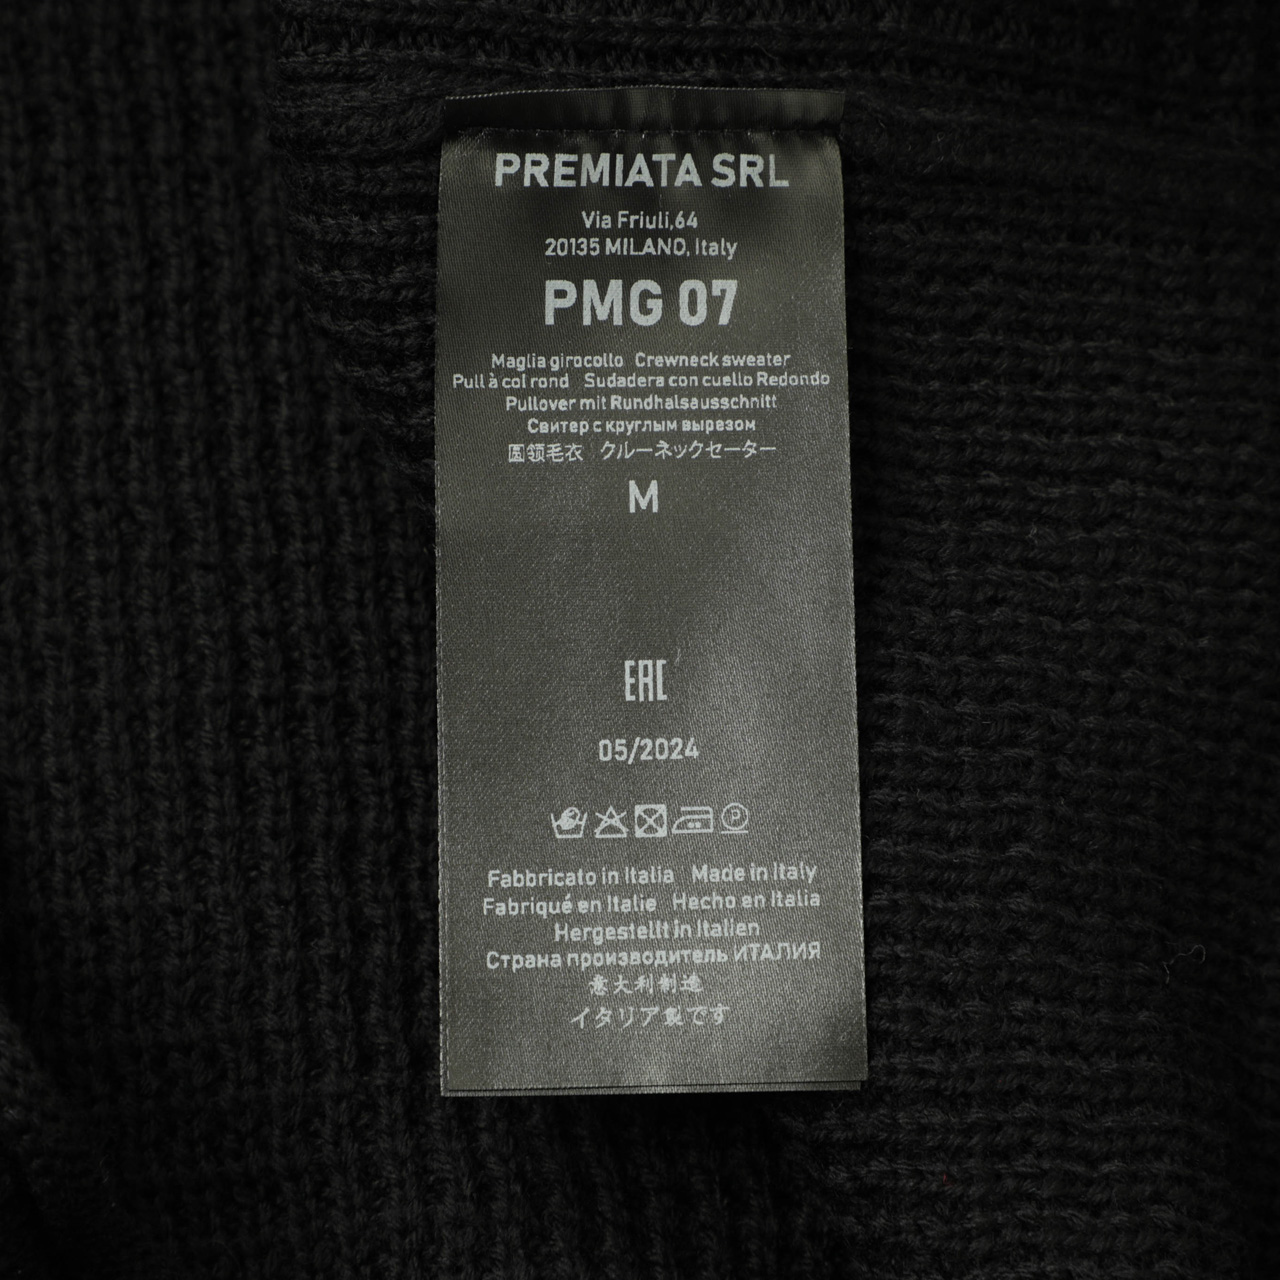 PREMIATA SRL
Via Friuli,64
20135 MILANO, Italy
PMG 07
Maglia girocollo Crewneck sweater
Pull à col rond Sudadera con cuello Redondo
Pullover mit Rundhalsausschnitt
Свитер с круглым вырезом
圆领毛衣 クルーネックセーター
M
EAC
05/2024
P
Fabbricato in Italia Made in Italy
Fabriqué en Italie Hecho en Italia
Hergestellt in Italien
Страна производитель ИТАЛИЯ
意大利制造
イタリア製です